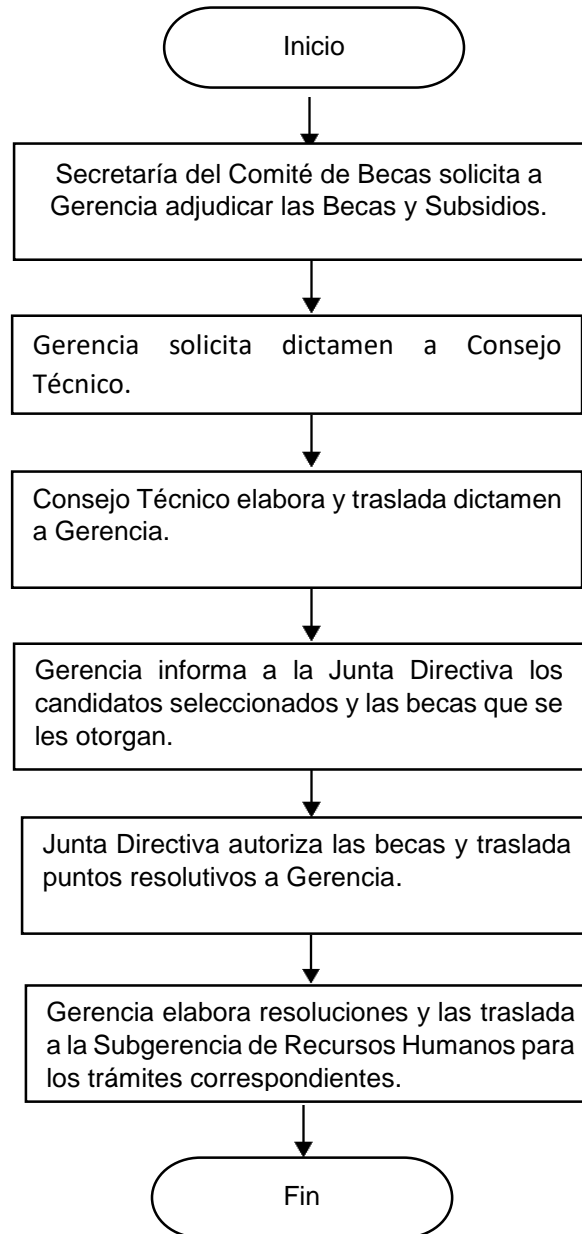 Inicio
Secretaría del Comité de Becas solicita a
Gerencia adjudicar las Becas y Subsidios.
Gerencia solicita dictamen a Consejo
Técnico.
Consejo Técnico elabora y traslada dictamen
a Gerencia.
Gerencia informa a la Junta Directiva los
candidatos seleccionados y las becas que se
les otorgan.
Junta Directiva autoriza las becas y traslada
puntos resolutivos a Gerencia.
Gerencia elabora resoluciones y las traslada
a la Subgerencia de Recursos Humanos para
los trámites correspondientes.
Fin